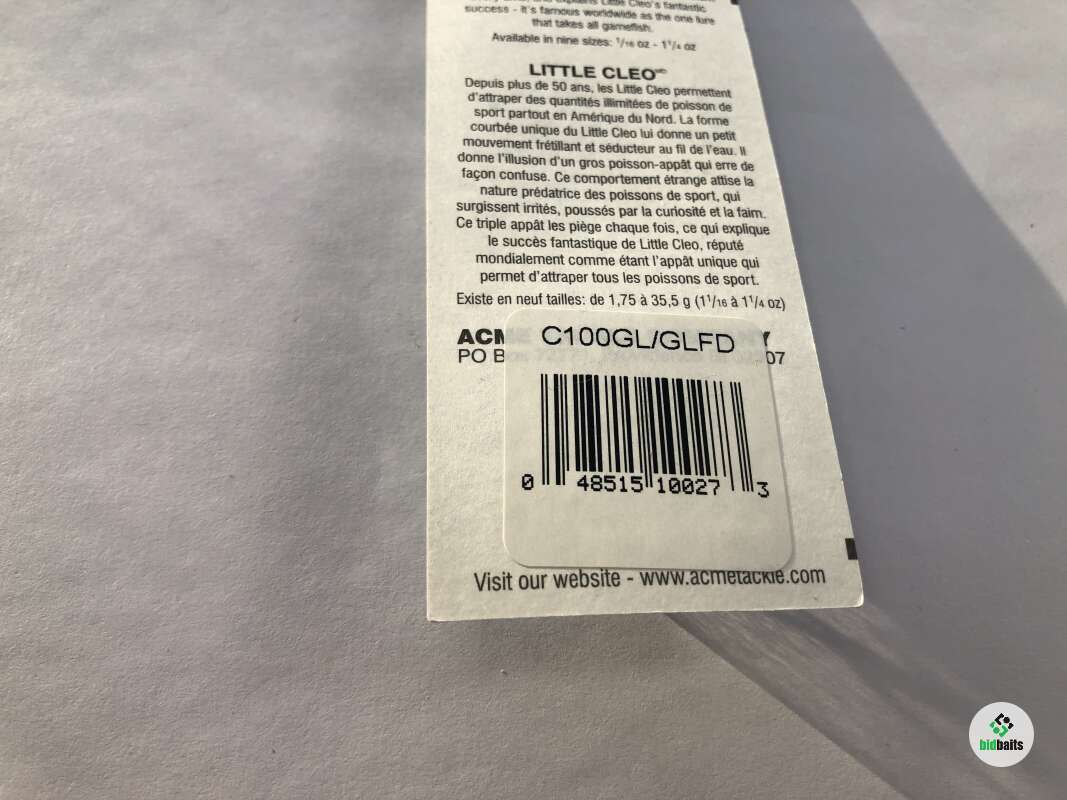 Little Cleo's fantastic
success - it's famous worldwide as the one lure
that takes all gamefish.
Available in nine sizes: 1/16 oz - 1 1/4 oz
LITTLE CLEO
Depuis plus de 50 ans, les Little Cleo permettent
d'attraper des quantités illimitées de poisson de
sport partout en Amérique du Nord. La forme
courbée unique du Little Cleo lui donne un petit
mouvement frétillant et séducteur au fil de l'eau. Il
donne l'illusion d'un gros poisson-appât qui erre de
façon confuse. Ce comportement étrange attise la
nature prédatrice des poissons de sport, qui
surgissent irrités, poussés par la curiosité et la faim.
Ce triple appât les piège chaque fois, ce qui explique
le succès fantastique de Little Cleo, réputé
mondialement comme étant l'appât unique qui
permet d'attraper tous les poissons de sport.
Existe en neuf tailles: de 1,75 à 35,5 g (1 1/16 à 1 1/4 oz)
ACME
PO B 07
C100GL/GLFD
0 48515 10027 3
Visit our website - www.acmetackle.com
bidbaits